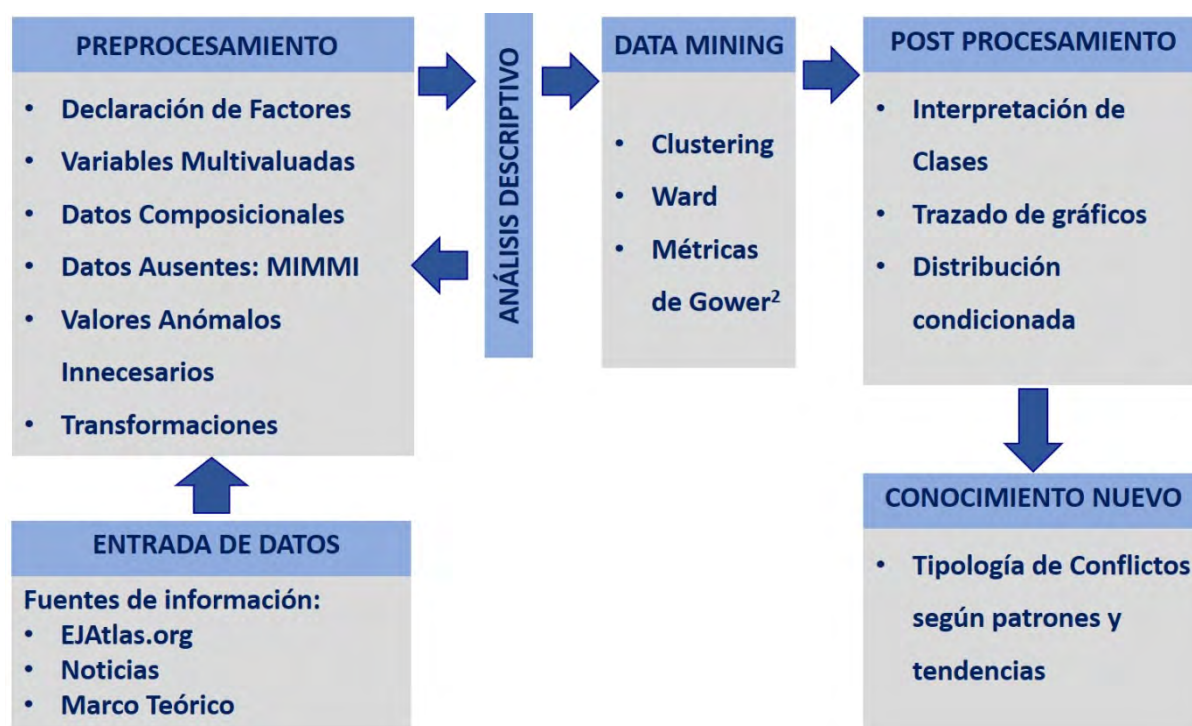 PREPROCESAMIENTO
• Declaración de Factores
• Variables Multivaluadas
• Datos Composicionales
• Datos Ausentes: MIMMI
• Valores Anómalos
Innecesarios
• Transformaciones
ANÁLISIS DESCRIPTIVO
DATA MINING
• Clustering
• Ward
• Métricas
de Gower²
POST PROCESAMIENTO
• Interpretación de
Clases
• Trazado de gráficos
• Distribución
condicionada
ENTRADA DE DATOS
Fuentes de información:
• EJAtlas.org
• Noticias
• Marco Teórico
CONOCIMIENTO NUEVO
• Tipología de Conflictos
según patrones y
tendencias